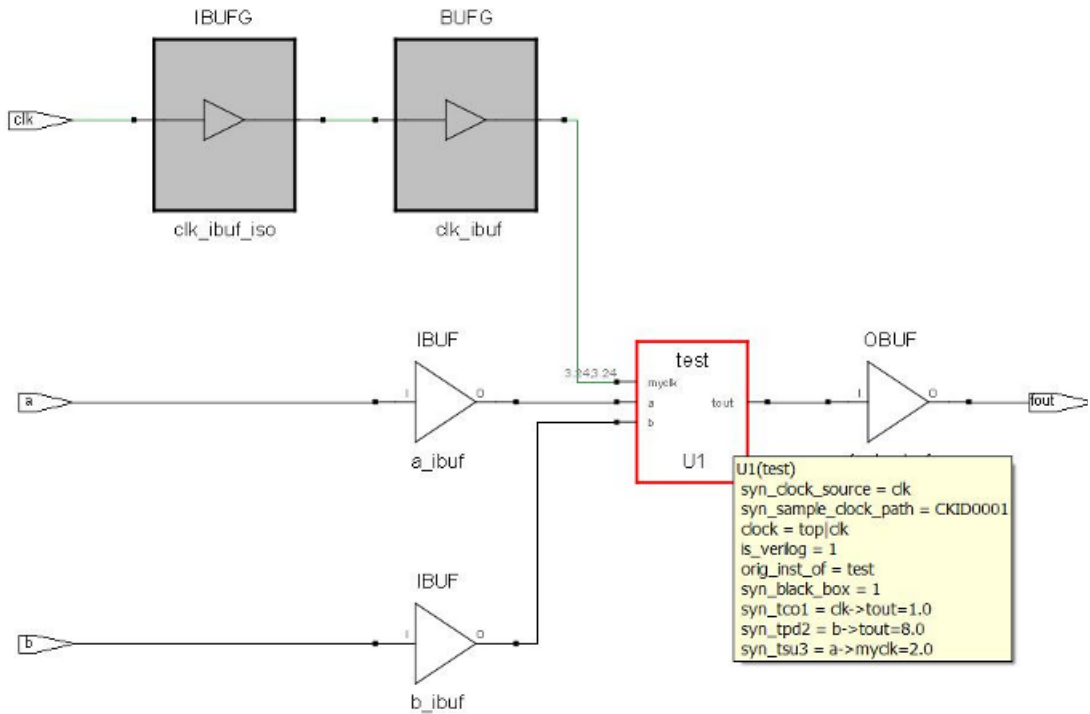 IBUFG
BUFG
clk
clk_ibuf_iso
clk_ibuf
IBUF
OBUF
test
3.24,3.24
myclk
a
I
O
a
tout
I
O
fout
b
a_ibuf
U1
U1(test)
syn_clock_source = clk
syn_sample_clock_path = CKID0001
clock = top|clk
is_verilog = 1
orig_inst_of = test
syn_black_box = 1
syn_tco1 = clk->tout=1.0
syn_tpd2 = b->tout=8.0
syn_tsu3 = a->myclk=2.0
IBUF
b
I
O
b_ibuf